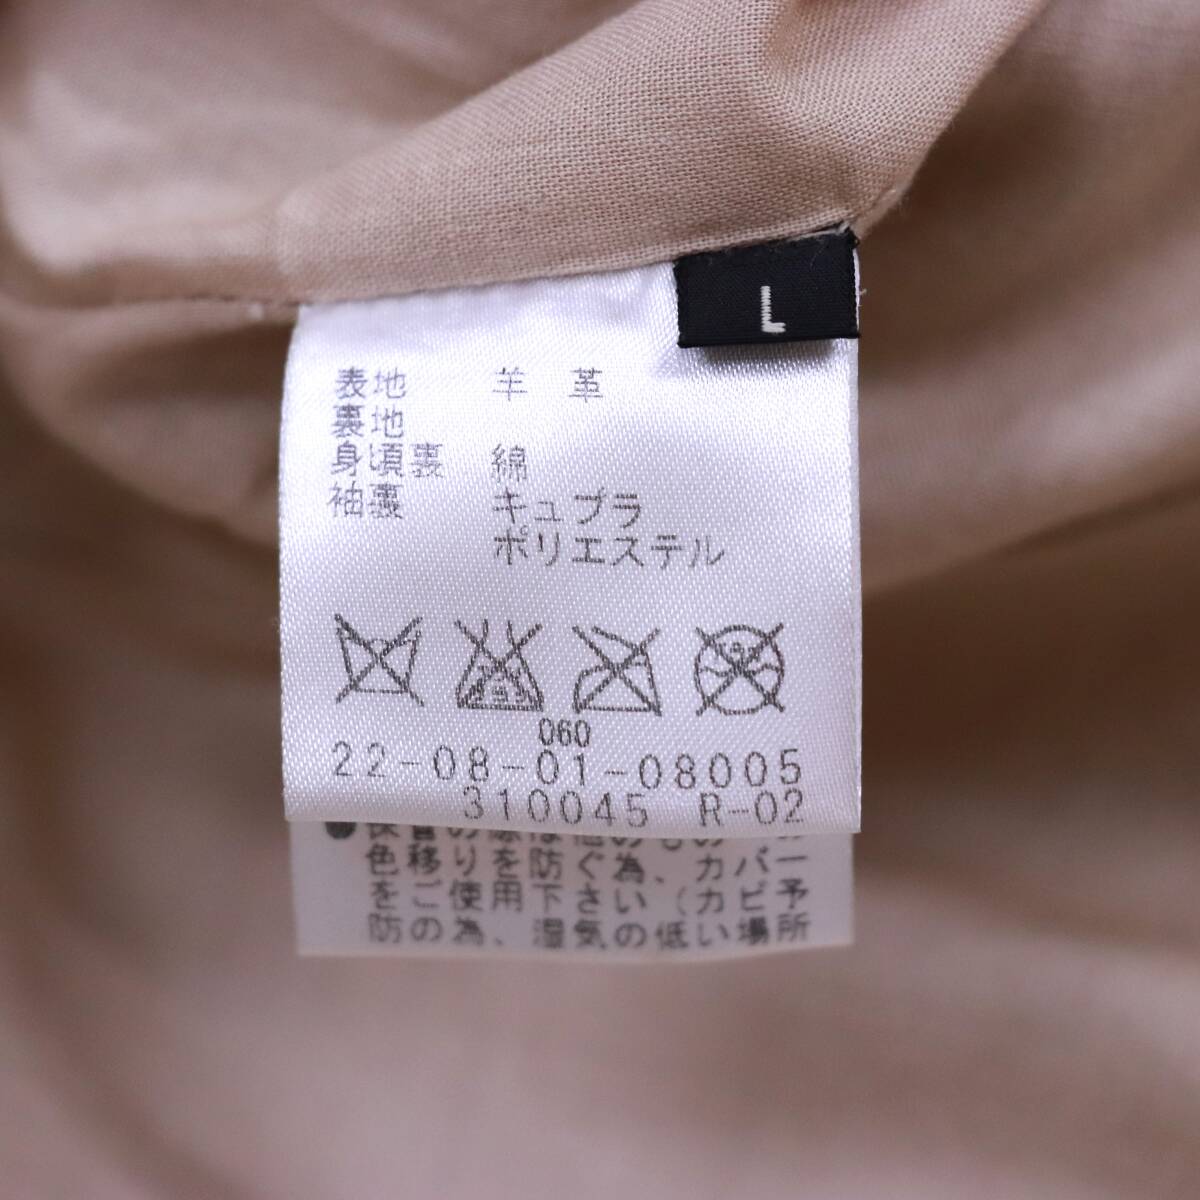 L
表地 羊革
裏地
身頃裏 綿
袖裏 キュプラ
ポリエステル
060
22-08-01-08005
310045 R-02
色移りを防ぐ為、カバー
をご使用下さい（カビ予
防の為、湿気の低い場所